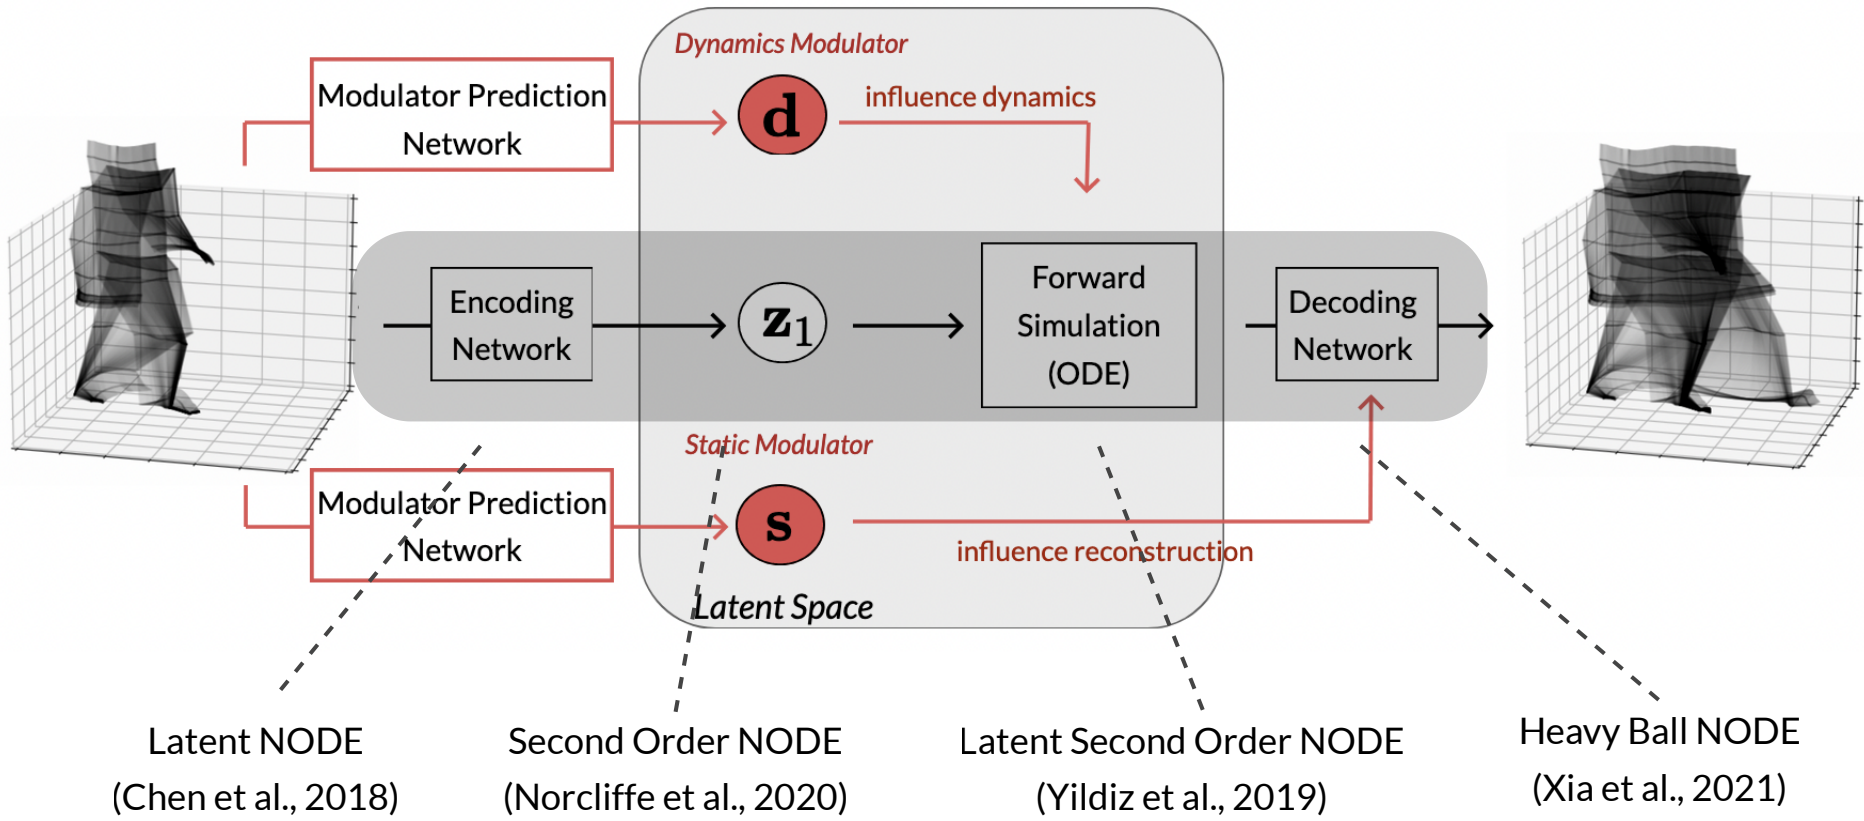 Dynamics Modulator
Modulator Prediction
Network
d
influence dynamics
Encoding
Network
z1
Forward
Simulation
(ODE)
Decoding
Network
Static Modulator
Modulator Prediction
Network
s
influence reconstruction
Latent Space
Latent NODE
(Chen et al., 2018)
Second Order NODE
(Norcliffe et al., 2020)
Latent Second Order NODE
(Yildiz et al., 2019)
Heavy Ball NODE
(Xia et al., 2021)